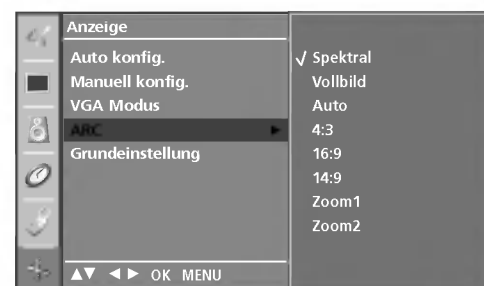 Anzeige
Auto konfig.
Manuell konfig.
VGA Modus
ARC
Grundeinstellung
√ Spektral
Vollbild
Auto
4:3
16:9
14:9
Zoom1
Zoom2
▲▼ ◄► OK MENU